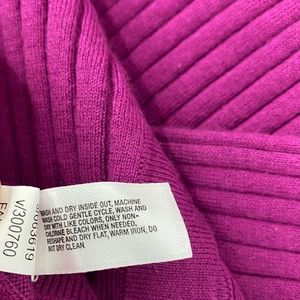 WASH AND DRY INSIDE OUT, MACHINE
WASH COLD GENTLE CYCLE, WASH AND
DRY WITH LIKE COLORS, ONLY NON-
CHLORINE BLEACH WHEN NEEDED,
RESHAPE AND DRY FLAT, WARM IRON, DO
NOT DRY CLEAN
V300760